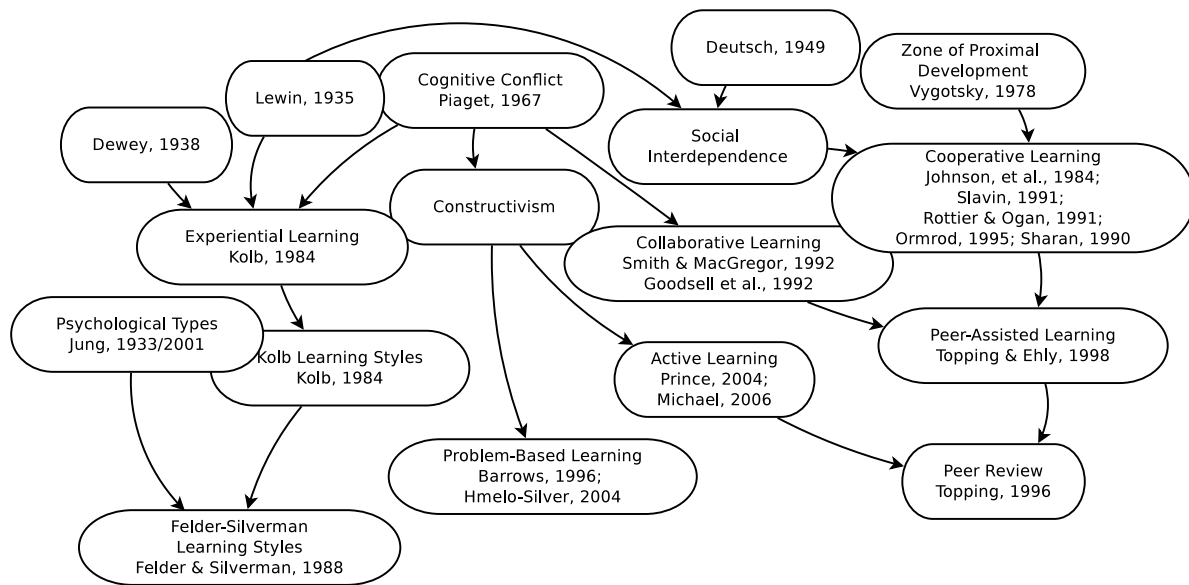 Deutsch, 1949
Zone of Proximal
Development
Vygotsky, 1978
Cognitive Conflict
Piaget, 1967
Lewin, 1935
Dewey, 1938
Social
Interdependence
Cooperative Learning
Johnson, et al., 1984;
Slavin, 1991;
Rottier & Ogan, 1991;
Ormrod, 1995; Sharan, 1990
Constructivism
Experiential Learning
Kolb, 1984
Collaborative Learning
Smith & MacGregor, 1992
Goodsell et al., 1992
Psychological Types
Jung, 1933/2001
Kolb Learning Styles
Kolb, 1984
Active Learning
Prince, 2004;
Michael, 2006
Peer-Assisted Learning
Topping & Ehly, 1998
Problem-Based Learning
Barrows, 1996;
Hmelo-Silver, 2004
Peer Review
Topping, 1996
Felder-Silverman
Learning Styles
Felder & Silverman, 1988